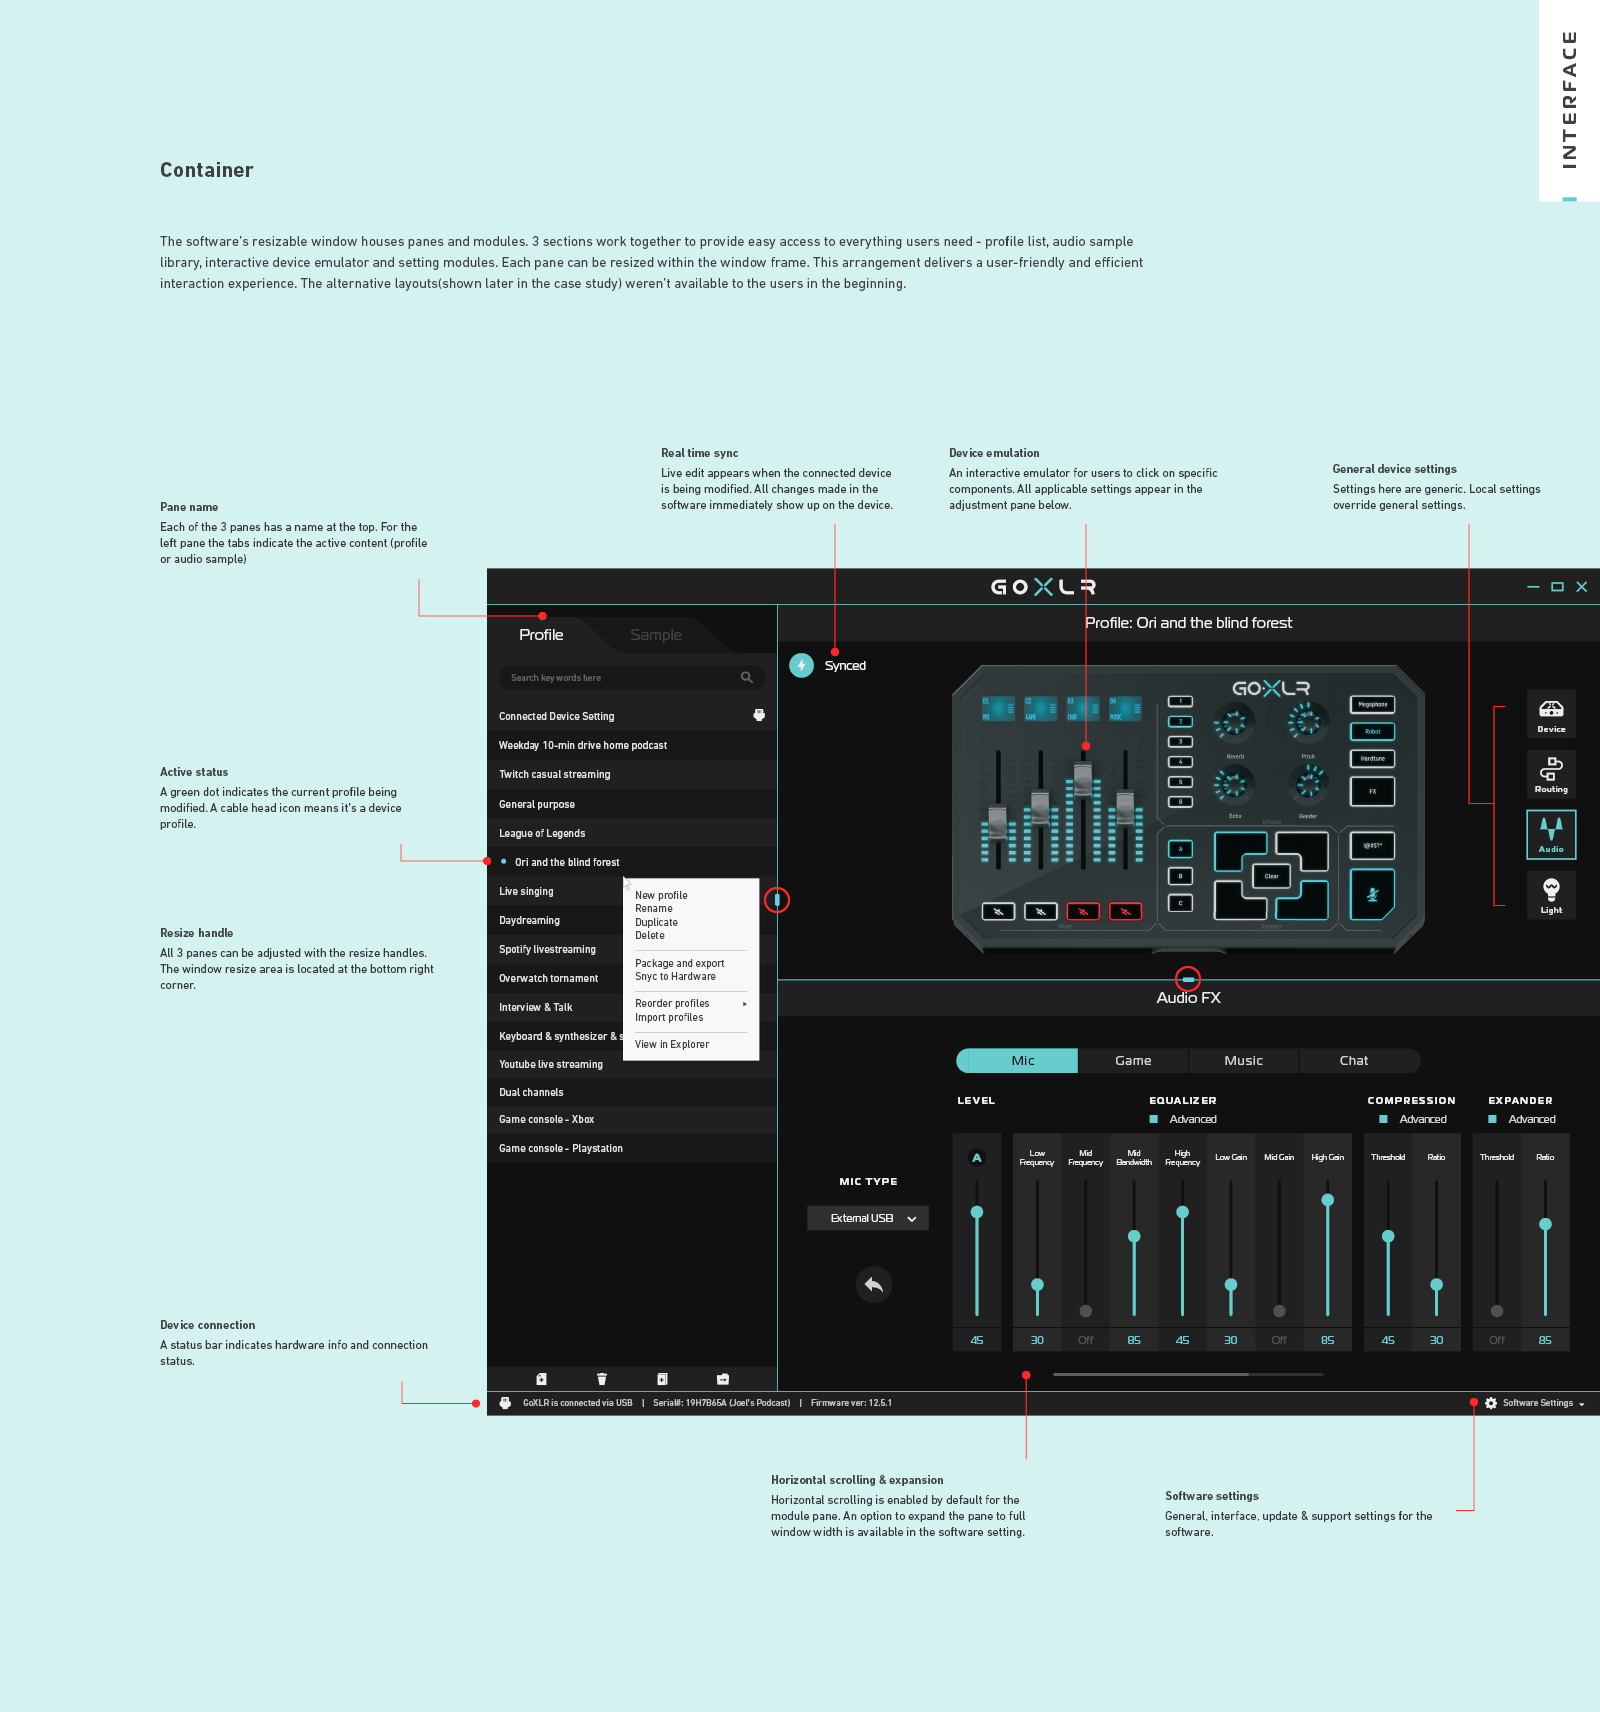 INTERFACE
Container
The software's resizable window houses panes and modules. 3 sections work together to provide easy access to everything users need - profile list, audio sample
library, interactive device emulator and setting modules. Each pane can be resized within the window frame. This arrangement delivers a user-friendly and efficient
interaction experience. The alternative layouts(shown later in the case study) weren't available to the users in the beginning.
Real time sync
Live edit appears when the connected device
is being modified. All changes made in the
software immediately show up on the device.
Device emulation
An interactive emulator for users to click on specific
components. All applicable settings appear in the
adjustment pane below.
General device settings
Settings here are generic. Local settings
override general settings.
Pane name
Each of the 3 panes has a name at the top. For the
left pane the tabs indicate the active content (profile
or audio sample)
Active status
A green dot indicates the current profile being
modified. A cable head icon means it's a device
profile.
Resize handle
All 3 panes can be adjusted with the resize handles.
The window resize area is located at the bottom right
corner.
Device connection
A status bar indicates hardware info and connection
status.
GOXLR
Profile
Sample
Search key words here
Connected Device Setting
Weekday 10-min drive home podcast
Twitch casual streaming
General purpose
League of Legends
Ori and the blind forest
Live singing
Daydreaming
Spotify livestreaming
Overwatch tornament
Interview & Talk
Keyboard & synthesizer & s
Youtube live streaming
Dual channels
Game console - Xbox
Game console - Playstation
New profile
Rename
Duplicate
Delete
Package and export
Snyc to Hardware
Reorder profiles
Import profiles
View in Explorer
Profile: Ori and the blind forest
Synced
GO·XLR
01
MIC
02
GAME
03
CHAT
04
MUSIC
1
2
3
4
5
6
Reverb
Pitch
Echo
Gender
Effects
Megaphone
Robot
Hardtune
FX
A
B
C
Clear
!@#$?*
Mixer
Sampler
Device
Routing
Audio
Light
Audio FX
Mic
Game
Music
Chat
MIC TYPE
External USB
LEVEL
EQUALIZER
Advanced
COMPRESSION
Advanced
EXPANDER
Advanced
A
Low Frequency
Mid Frequency
Mid Bandwidth
High Frequency
Low Gain
Mid Gain
High Gain
Threshold
Ratio
Threshold
Ratio
45
30
Off
85
45
30
Off
85
45
30
Off
85
GoXLR is connected via USB | Serial#: 19H7B65A (Joel's Podcast) | Firmware ver: 12.5.1
Software Settings
Horizontal scrolling & expansion
Horizontal scrolling is enabled by default for the
module pane. An option to expand the pane to full
window width is available in the software setting.
Software settings
General, interface, update & support settings for the
software.